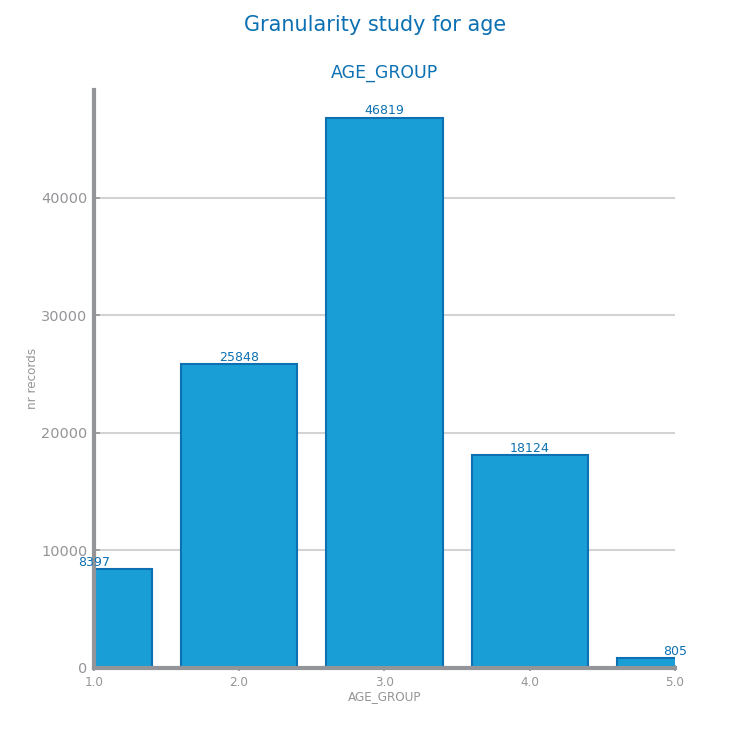 Granularity study for age
AGE_GROUP
46819
40000
30000
25848
nr records
20000
18124
10000
8397
805
0
1.0 2.0 3.0 4.0 5.0
AGE_GROUP